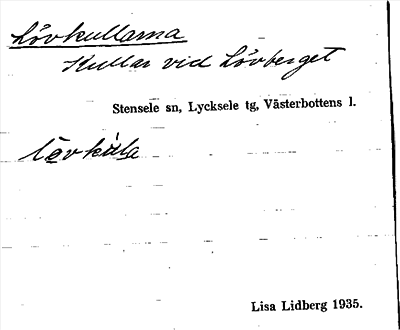 Lövkullarna
Kullar vid Lövberget
Stensele sn, Lycksele tg, Västerbottens l.
Lisa Lidberg 1935.